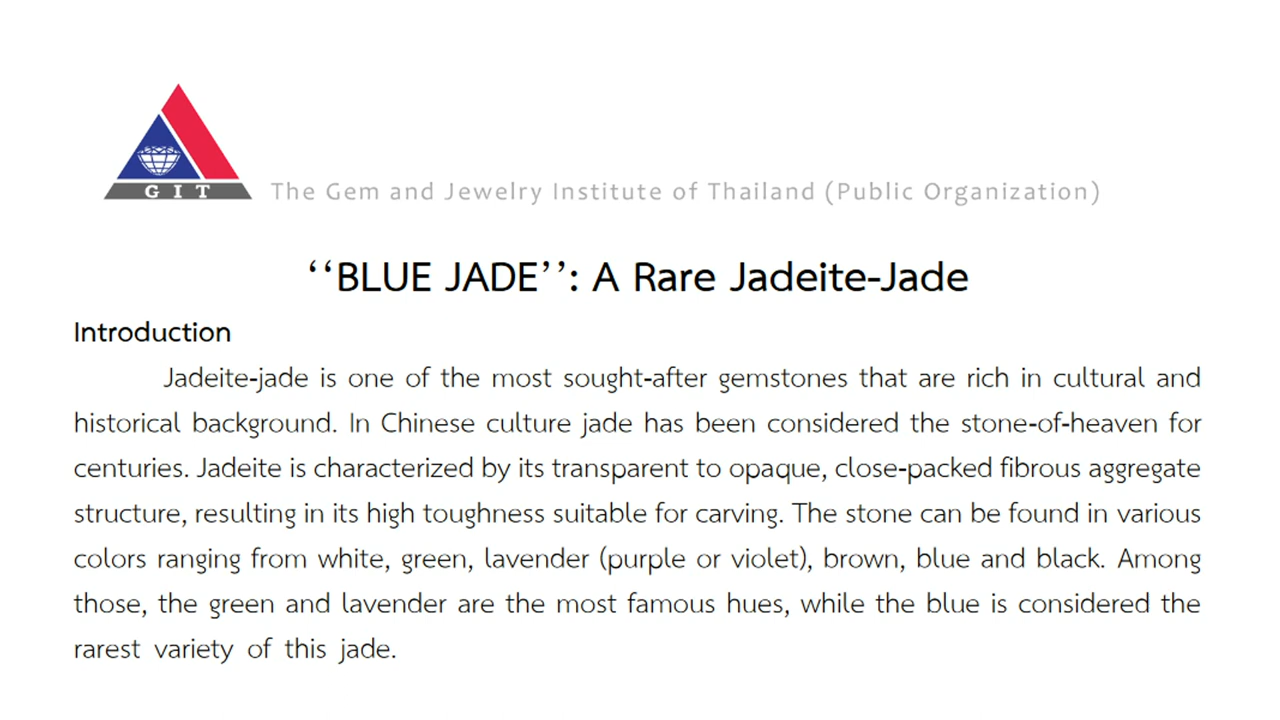 GIT
The Gem and Jewelry Institute of Thailand (Public Organization)
‘‘BLUE JADE’’: A Rare Jadeite-Jade
Introduction
Jadeite-jade is one of the most sought-after gemstones that are rich in cultural and
historical background. In Chinese culture jade has been considered the stone-of-heaven for
centuries. Jadeite is characterized by its transparent to opaque, close-packed fibrous aggregate
structure, resulting in its high toughness suitable for carving. The stone can be found in various
colors ranging from white, green, lavender (purple or violet), brown, blue and black. Among
those, the green and lavender are the most famous hues, while the blue is considered the
rarest variety of this jade.